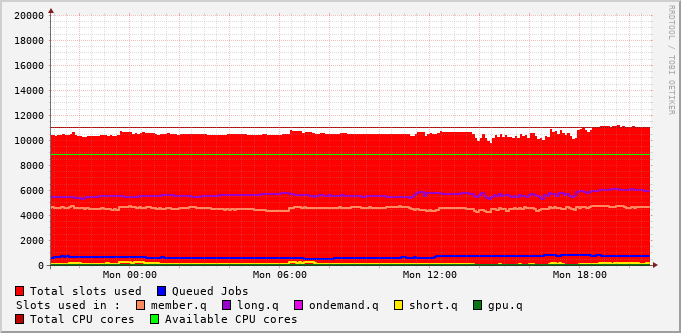 RRDTOOL / TOBI OETIKER
20000
18000
16000
14000
12000
10000
8000
6000
4000
2000
0
Mon 00:00 Mon 06:00 Mon 12:00 Mon 18:00
Total slots used Queued Jobs
Slots used in : member.q long.q ondemand.q short.q gpu.q
Total CPU cores Available CPU cores